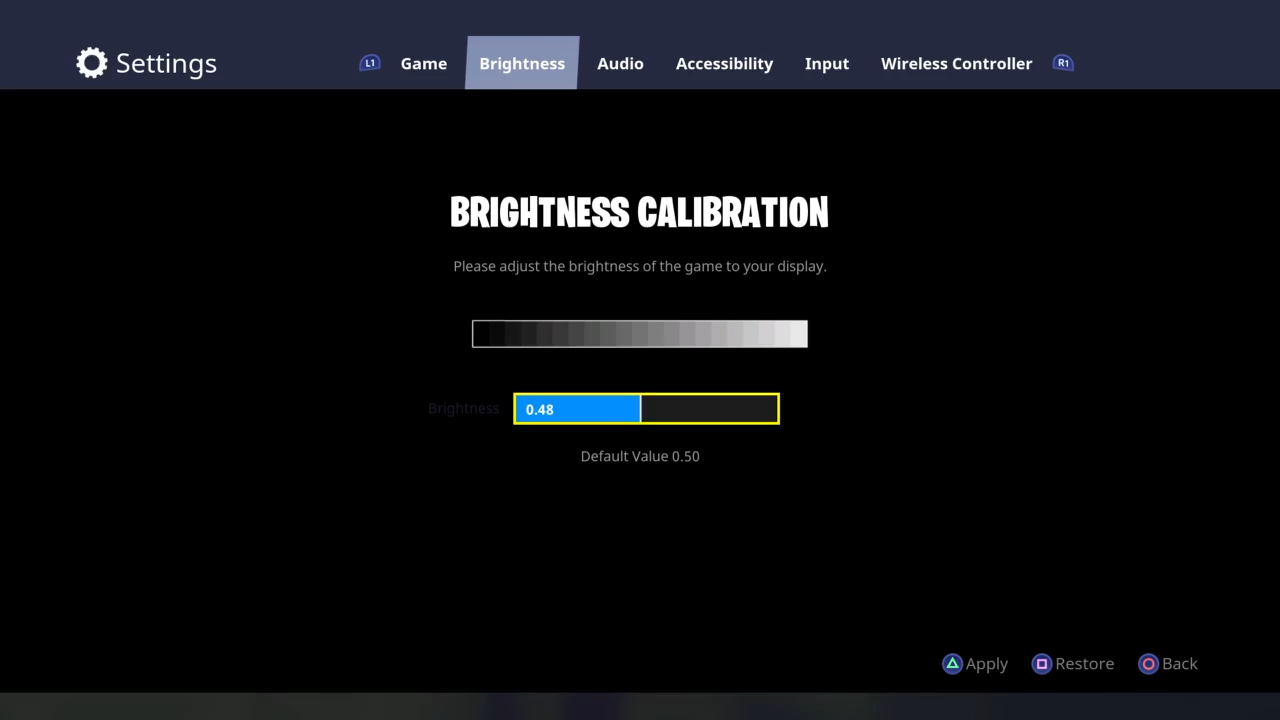 Settings
L1 Game Brightness Audio Accessibility Input Wireless Controller R1
BRIGHTNESS CALIBRATION
Please adjust the brightness of the game to your display.
Brightness 0.48
Default Value 0.50
Apply Restore Back